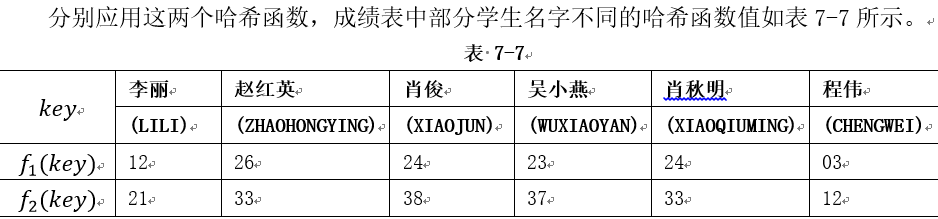 分别应用这两个哈希函数，成绩表中部分学生名字不同的哈希函数值如表 7-7 所示。
表 7-7
key 李丽 赵红英 肖俊 吴小燕 肖秋明 程伟
(LILI) (ZHAOHONGYING) (XIAOJUN) (WUXIAOYAN) (XIAOQIUMING) (CHENGWEI)
f₁(key) 12 26 24 23 24 03
f₂(key) 21 33 38 37 33 12